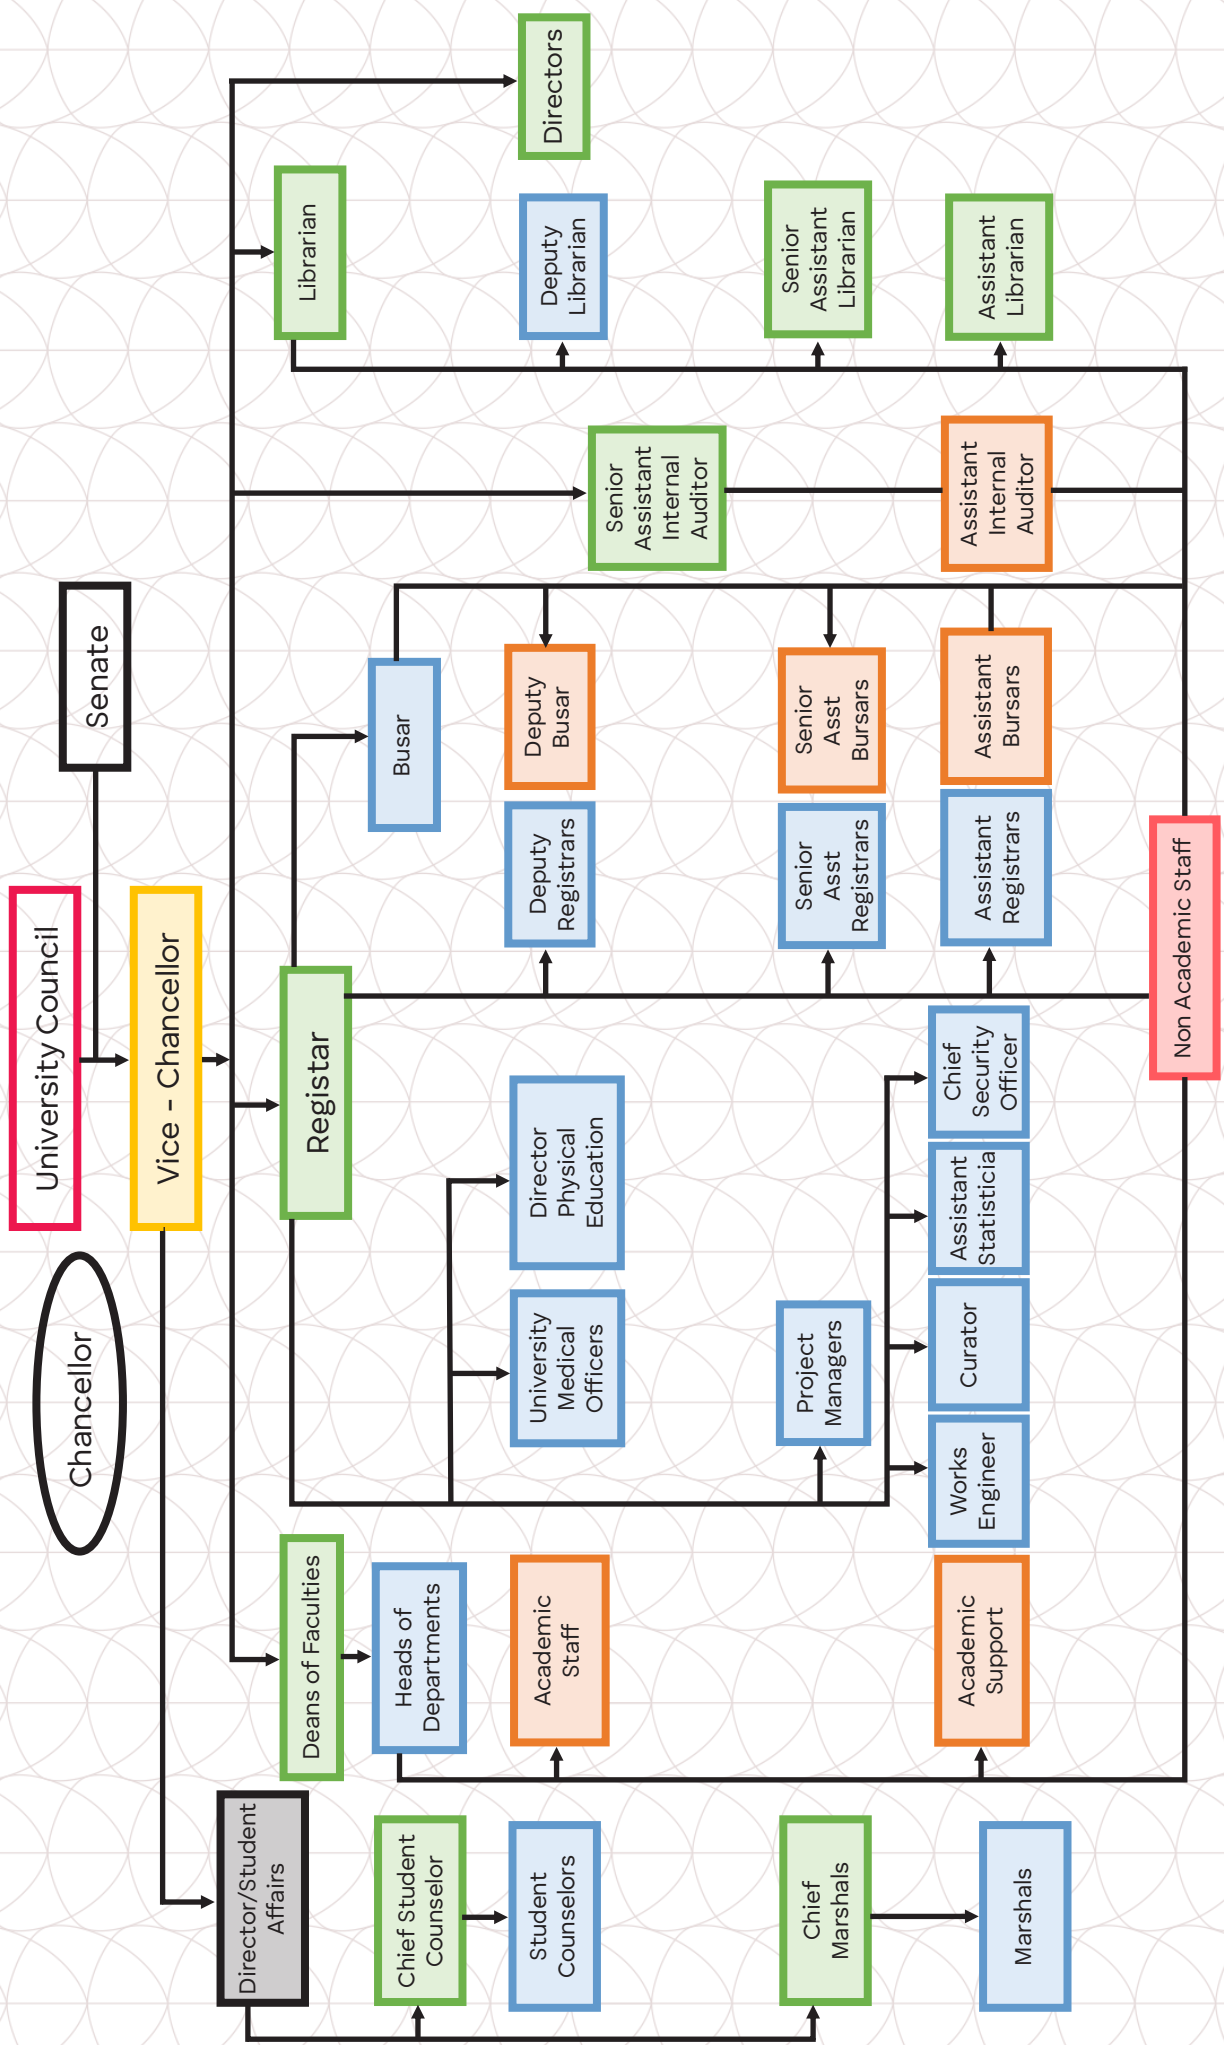 University Council
Senate
Chancellor
Vice - Chancellor
Director/Student
Affairs
Deans of Faculties
Registar
Librarian
Heads of
Departments
Busar
Chief Student
Counselor
Student
Counselors
Academic
Staff
University
Medical
Officers
Director
Physical
Education
Deputy
Registrars
Deputy
Busar
Senior
Assistant
Internal
Auditor
Deputy
Librarian
Directors
Chief
Marshals
Project
Managers
Senior
Asst
Registrars
Senior
Asst
Bursars
Senior
Assistant
Librarian
Marshals
Academic
Support
Works
Engineer
Curator
Assistant
Statisticia
Chief
Security
Officer
Assistant
Registrars
Assistant
Bursars
Assistant
Internal
Auditor
Assistant
Librarian
Non Academic Staff